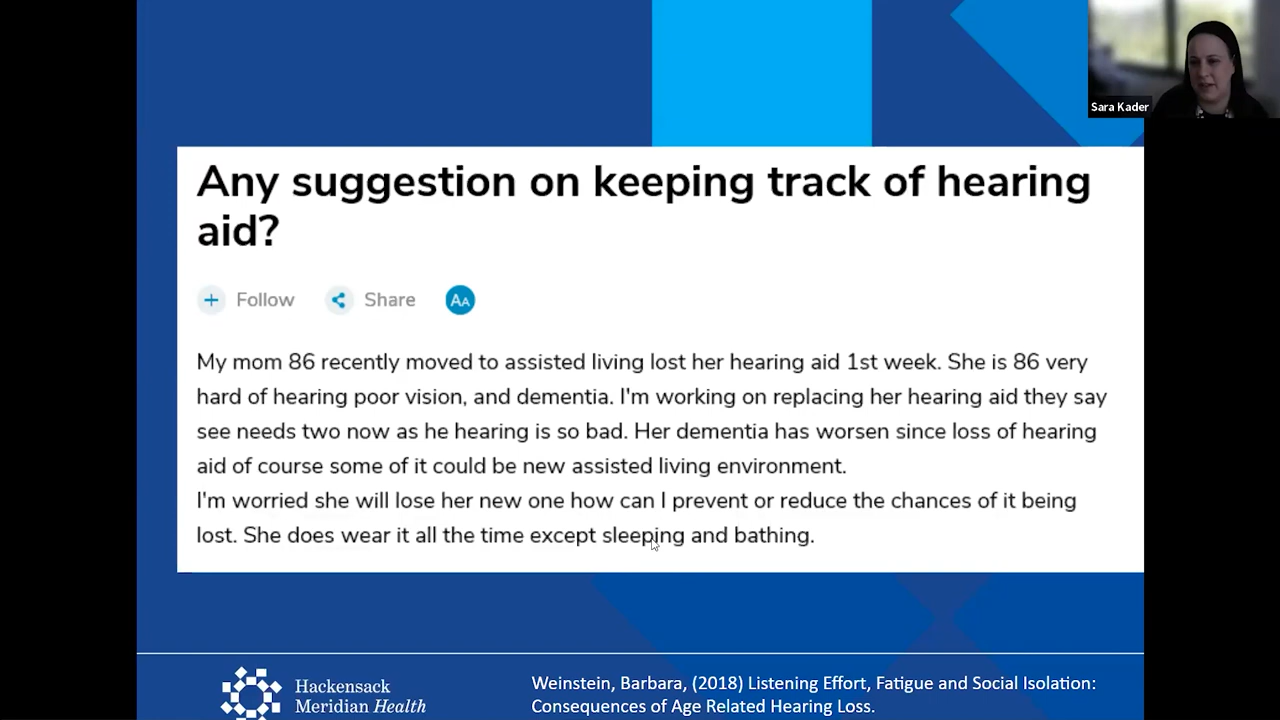 Sara Kader
Any suggestion on keeping track of hearing
aid?
+ Follow Share AA
My mom 86 recently moved to assisted living lost her hearing aid 1st week. She is 86 very
hard of hearing poor vision, and dementia. I'm working on replacing her hearing aid they say
see needs two now as he hearing is so bad. Her dementia has worsen since loss of hearing
aid of course some of it could be new assisted living environment.
I'm worried she will lose her new one how can I prevent or reduce the chances of it being
lost. She does wear it all the time except sleeping and bathing.
Hackensack
Meridian Health
Weinstein, Barbara, (2018) Listening Effort, Fatigue and Social Isolation:
Consequences of Age Related Hearing Loss.